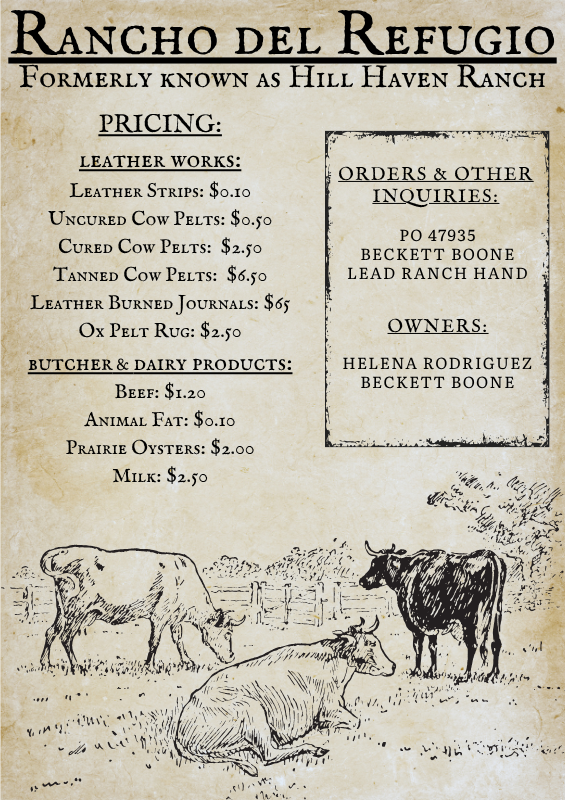 Rancho del Refugio
Formerly known as Hill Haven Ranch
PRICING:
LEATHER WORKS:
Leather Strips: $0.10
Uncured Cow Pelts: $0.50
Cured Cow Pelts: $2.50
Tanned Cow Pelts: $6.50
Leather Burned Journals: $65
Ox Pelt Rug: $2.50
BUTCHER & DAIRY PRODUCTS:
Beef: $1.20
Animal Fat: $0.10
Prairie Oysters: $2.00
Milk: $2.50
ORDERS & OTHER
INQUIRIES:
PO 47935
BECKETT BOONE
LEAD RANCH HAND
OWNERS:
HELENA RODRIGUEZ
BECKETT BOONE